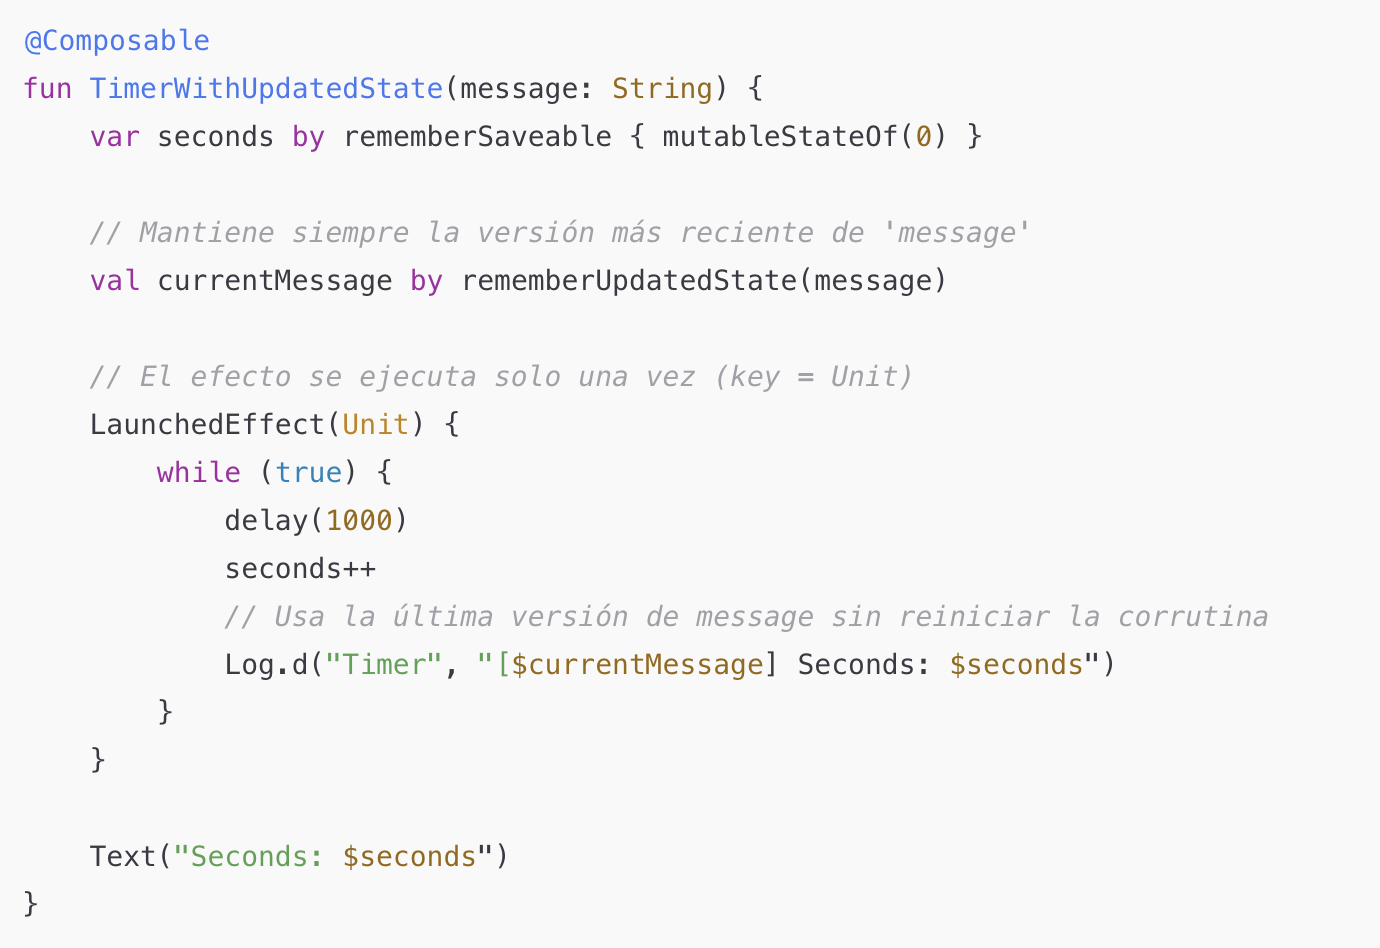 @Composable
fun TimerWithUpdatedState(message: String) {
    var seconds by rememberSaveable { mutableStateOf(0) }

    // Mantiene siempre la versión más reciente de 'message'
    val currentMessage by rememberUpdatedState(message)

    // El efecto se ejecuta solo una vez (key = Unit)
    LaunchedEffect(Unit) {
        while (true) {
            delay(1000)
            seconds++
            // Usa la última versión de message sin reiniciar la corrutina
            Log.d("Timer", "[$currentMessage] Seconds: $seconds")
        }
    }

    Text("Seconds: $seconds")
}